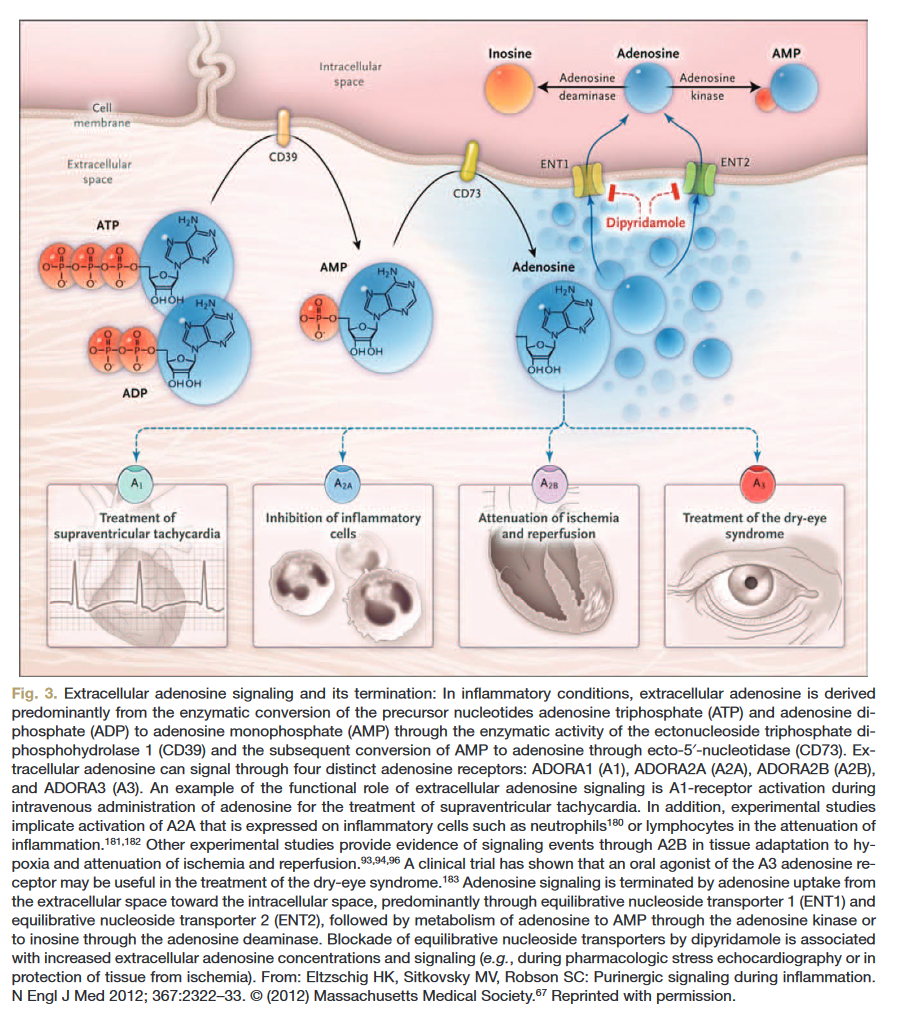 Inosine
Adenosine
AMP
Intracellular
space
Adenosine
deaminase
Adenosine
kinase
Cell
membrane
CD39
ENT1
ENT2
Extracellular
space
CD73
Dipyridamole
ATP
H₂N
N
N
N
N
O O O
O-P-O-P-O-P-O
O⁻ O⁻ O⁻
O
OH OH
AMP
H₂N
N
N
N
N
O
O-P-O
O⁻
O
OH OH
Adenosine
H₂N
N
N
N
N
O
OH OH
H₂N
N
N
N
N
O O
O-P-O-P-O
O⁻ O⁻
O
OH OH
ADP
A₁
A₂A
A₂B
A₃
Treatment of
supraventricular tachycardia
Inhibition of inflammatory
cells
Attenuation of ischemia
and reperfusion
Treatment of the dry-eye
syndrome
Fig. 3. Extracellular adenosine signaling and its termination: In inflammatory conditions, extracellular adenosine is derived
predominantly from the enzymatic conversion of the precursor nucleotides adenosine triphosphate (ATP) and adenosine di-
phosphate (ADP) to adenosine monophosphate (AMP) through the enzymatic activity of the ectonucleoside triphosphate di-
phosphohydrolase 1 (CD39) and the subsequent conversion of AMP to adenosine through ecto-5′-nucleotidase (CD73). Ex-
tracellular adenosine can signal through four distinct adenosine receptors: ADORA1 (A1), ADORA2A (A2A), ADORA2B (A2B),
and ADORA3 (A3). An example of the functional role of extracellular adenosine signaling is A1-receptor activation during
intravenous administration of adenosine for the treatment of supraventricular tachycardia. In addition, experimental studies
implicate activation of A2A that is expressed on inflammatory cells such as neutrophils¹⁸⁰ or lymphocytes in the attenuation of
inflammation.¹⁸¹,¹⁸² Other experimental studies provide evidence of signaling events through A2B in tissue adaptation to hy-
poxia and attenuation of ischemia and reperfusion.⁹³,⁹⁴,⁹⁶ A clinical trial has shown that an oral agonist of the A3 adenosine re-
ceptor may be useful in the treatment of the dry-eye syndrome.¹⁸³ Adenosine signaling is terminated by adenosine uptake from
the extracellular space toward the intracellular space, predominantly through equilibrative nucleoside transporter 1 (ENT1) and
equilibrative nucleoside transporter 2 (ENT2), followed by metabolism of adenosine to AMP through the adenosine kinase or
to inosine through the adenosine deaminase. Blockade of equilibrative nucleoside transporters by dipyridamole is associated
with increased extracellular adenosine concentrations and signaling (e.g., during pharmacologic stress echocardiography or in
protection of tissue from ischemia). From: Eltzschig HK, Sitkovsky MV, Robson SC: Purinergic signaling during inflammation.
N Engl J Med 2012; 367:2322–33. © (2012) Massachusetts Medical Society.⁶⁷ Reprinted with permission.